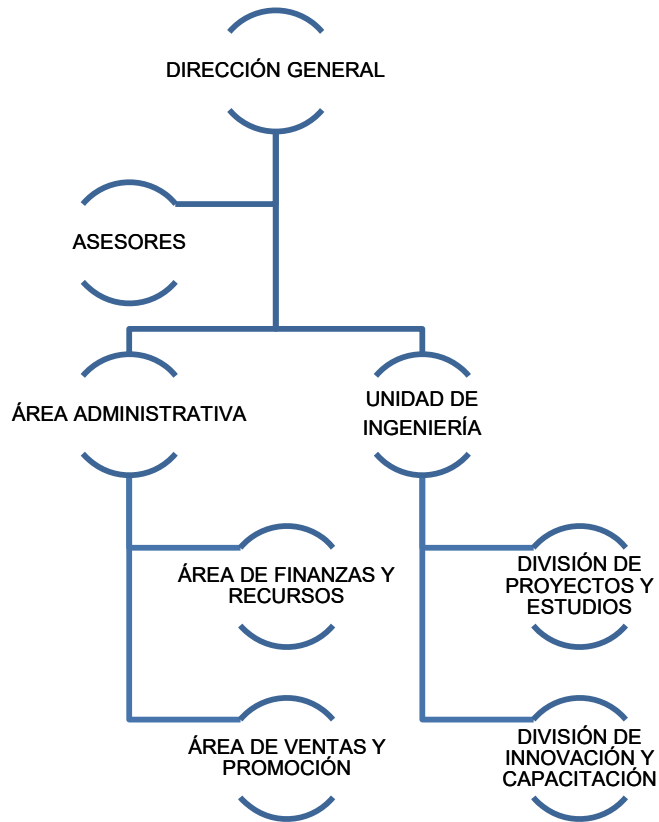 DIRECCIÓN GENERAL
ASESORES
ÁREA ADMINISTRATIVA
UNIDAD DE
INGENIERÍA
ÁREA DE FINANZAS Y
RECURSOS
DIVISIÓN DE
PROYECTOS Y
ESTUDIOS
ÁREA DE VENTAS Y
PROMOCIÓN
DIVISIÓN DE
INNOVACIÓN Y
CAPACITACIÓN